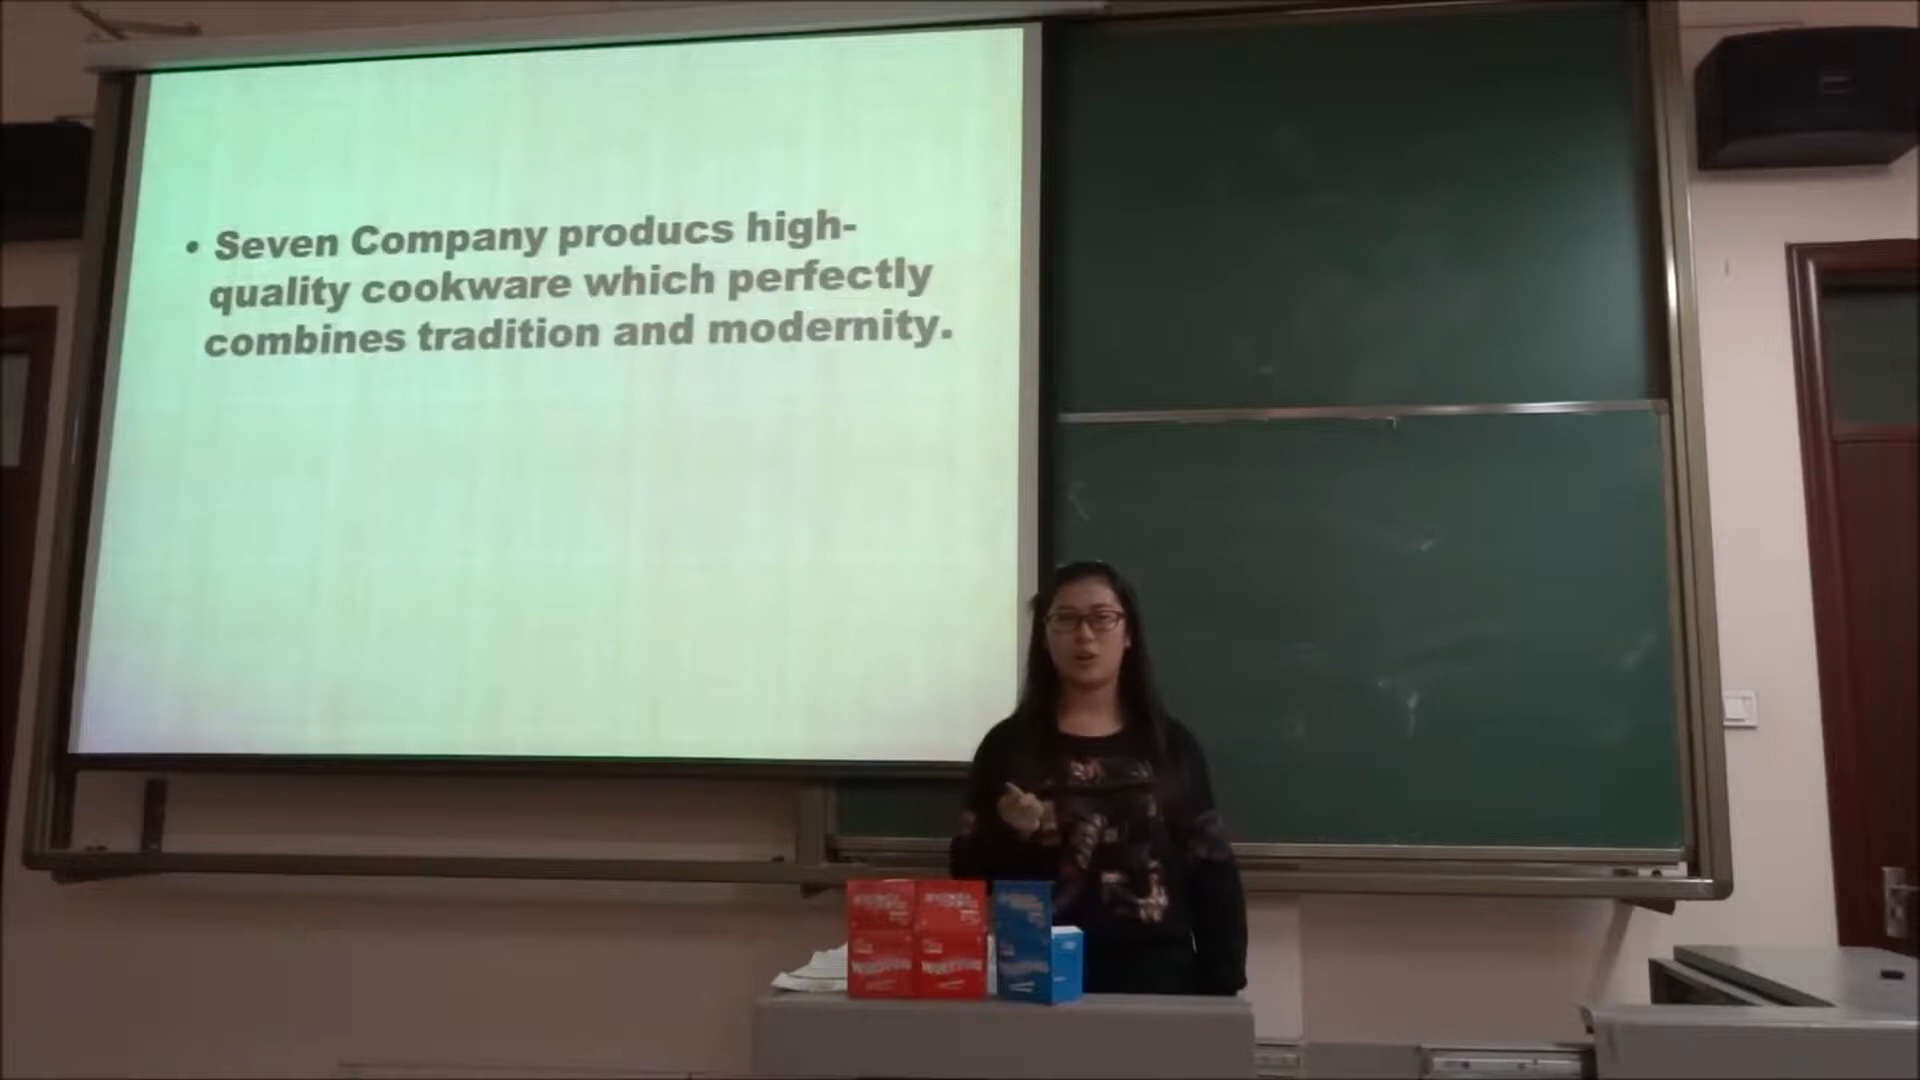 • Seven Company producs high-
quality cookware which perfectly
combines tradition and modernity.